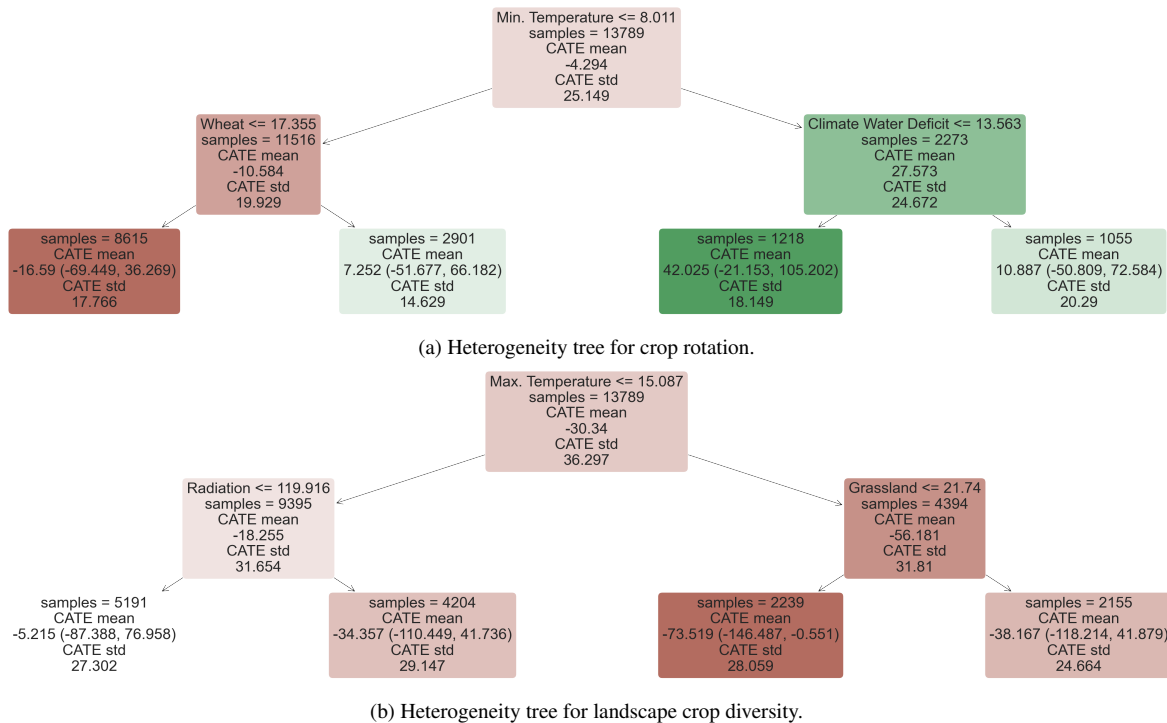 Min. Temperature <= 8.011
samples = 13789
CATE mean
-4.294
CATE std
25.149
Wheat <= 17.355
samples = 11516
CATE mean
-10.584
CATE std
19.929
Climate Water Deficit <= 13.563
samples = 2273
CATE mean
27.573
CATE std
24.672
samples = 8615
CATE mean
-16.59 (-69.449, 36.269)
CATE std
17.766
samples = 2901
CATE mean
7.252 (-51.677, 66.182)
CATE std
14.629
samples = 1218
CATE mean
42.025 (-21.153, 105.202)
CATE std
18.149
samples = 1055
CATE mean
10.887 (-50.809, 72.584)
CATE std
20.29
(a) Heterogeneity tree for crop rotation.
Max. Temperature <= 15.087
samples = 13789
CATE mean
-30.34
CATE std
36.297
Radiation <= 119.916
samples = 9395
CATE mean
-18.255
CATE std
31.654
Grassland <= 21.74
samples = 4394
CATE mean
-56.181
CATE std
31.81
samples = 5191
CATE mean
-5.215 (-87.388, 76.958)
CATE std
27.302
samples = 4204
CATE mean
-34.357 (-110.449, 41.736)
CATE std
29.147
samples = 2239
CATE mean
-73.519 (-146.487, -0.551)
CATE std
28.059
samples = 2155
CATE mean
-38.167 (-118.214, 41.879)
CATE std
24.664
(b) Heterogeneity tree for landscape crop diversity.